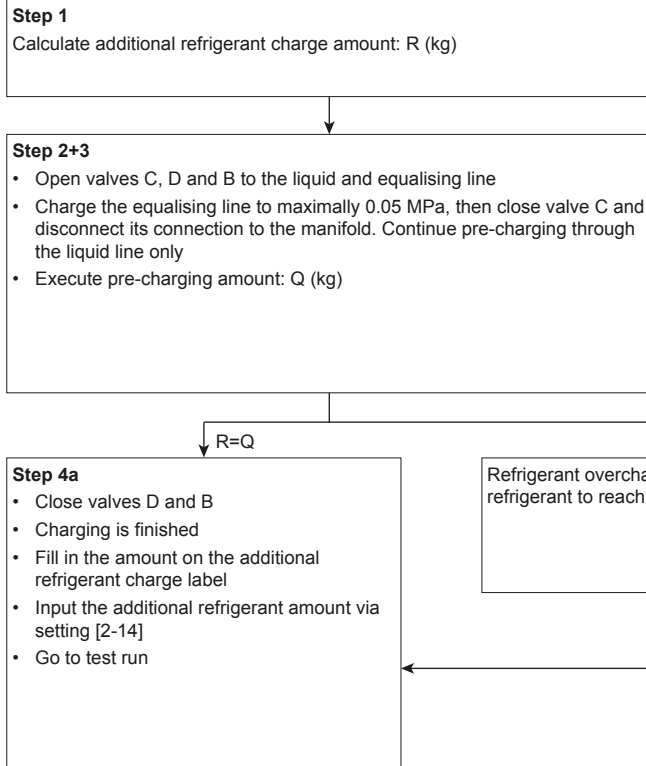 Step 1
Calculate additional refrigerant charge amount: R (kg)
Step 2+3
• Open valves C, D and B to the liquid and equalising line
• Charge the equalising line to maximally 0.05 MPa, then close valve C and
disconnect its connection to the manifold. Continue pre-charging through
the liquid line only
• Execute pre-charging amount: Q (kg)
R=Q
Step 4a
• Close valves D and B
• Charging is finished
• Fill in the amount on the additional
refrigerant charge label
• Input the additional refrigerant amount via
setting [2-14]
• Go to test run
Refrigerant
refrigerant to reach